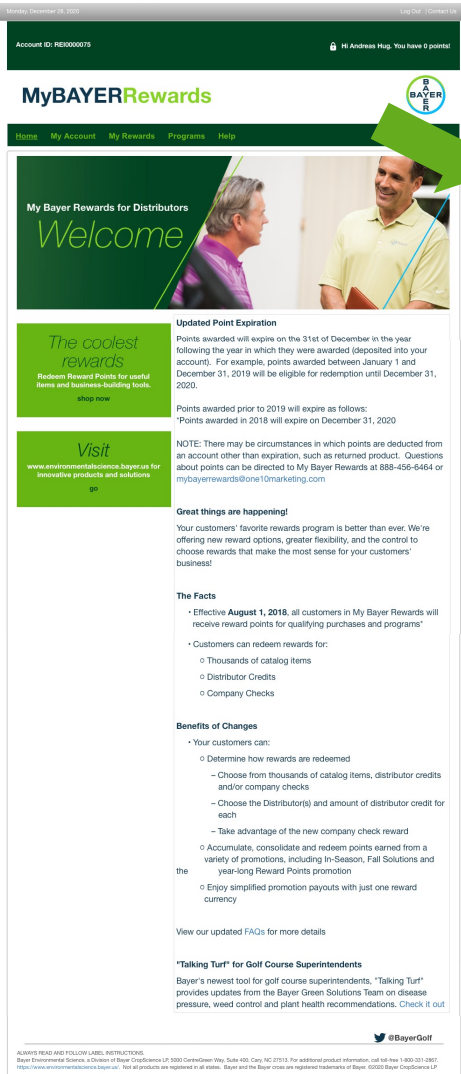 Monday, December 28, 2020 Log Out | Contact Us
Account ID: REI0000075 Hi Andreas Hug. You have 0 points!
MyBAYERRewards
BAYER
BAYER
Home My Account My Rewards Programs Help
My Bayer Rewards for Distributors
Welcome
The coolest
rewards
Redeem Reward Points for useful
items and business-building tools.
shop now
Visit
www.environmentalscience.bayer.us for
innovative products and solutions
go
Updated Point Expiration
Points awarded will expire on the 31st of December in the year
following the year in which they were awarded (deposited into your
account). For example, points awarded between January 1 and
December 31, 2019 will be eligible for redemption until December 31,
2020.
Points awarded prior to 2019 will expire as follows:
*Points awarded in 2018 will expire on December 31, 2020
NOTE: There may be circumstances in which points are deducted from
an account other than expiration, such as returned product. Questions
about points can be directed to My Bayer Rewards at 888-456-6464 or
mybayerrewards@one10marketing.com
Great things are happening!
Your customers' favorite rewards program is better than ever. We're
offering new reward options, greater flexibility, and the control to
choose rewards that make the most sense for your customers'
business!
The Facts
• Effective August 1, 2018, all customers in My Bayer Rewards will
receive reward points for qualifying purchases and programs*
• Customers can redeem rewards for:
○ Thousands of catalog items
○ Distributor Credits
○ Company Checks
Benefits of Changes
• Your customers can:
○ Determine how rewards are redeemed
– Choose from thousands of catalog items, distributor credits
and/or company checks
– Choose the Distributor(s) and amount of distributor credit for
each
– Take advantage of the new company check reward
○ Accumulate, consolidate and redeem points earned from a
variety of promotions, including In-Season, Fall Solutions and
the year-long Reward Points promotion
○ Enjoy simplified promotion payouts with just one reward
currency
View our updated FAQs for more details
"Talking Turf" for Golf Course Superintendents
Bayer's newest tool for golf course superintendents, "Talking Turf"
provides updates from the Bayer Green Solutions Team on disease
pressure, weed control and plant health recommendations. Check it out
@BayerGolf
ALWAYS READ AND FOLLOW LABEL INSTRUCTIONS.
Bayer Environmental Science, a Division of Bayer CropScience LP, 5000 CentreGreen Way, Suite 400, Cary, NC 27513. For additional product information, call toll-free 1-800-331-2867.
https://www.environmentalscience.bayer.us/. Not all products are registered in all states. Bayer and the Bayer cross are registered trademarks of Bayer. ©2020 Bayer CropScience LP